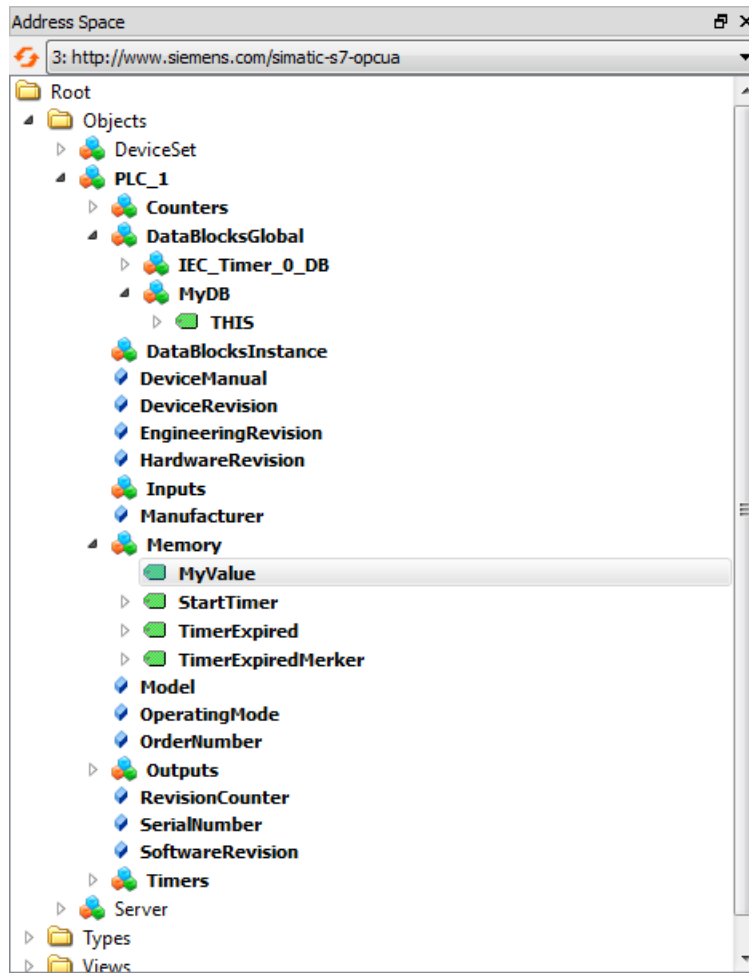 Address Space
3: http://www.siemens.com/simatic-s7-opcua
Root
Objects
DeviceSet
PLC_1
Counters
DataBlocksGlobal
IEC_Timer_0_DB
MyDB
THIS
DataBlocksInstance
DeviceManual
DeviceRevision
EngineeringRevision
HardwareRevision
Inputs
Manufacturer
Memory
MyValue
StartTimer
TimerExpired
TimerExpiredMerker
Model
OperatingMode
OrderNumber
Outputs
RevisionCounter
SerialNumber
SoftwareRevision
Timers
Server
Types
Views